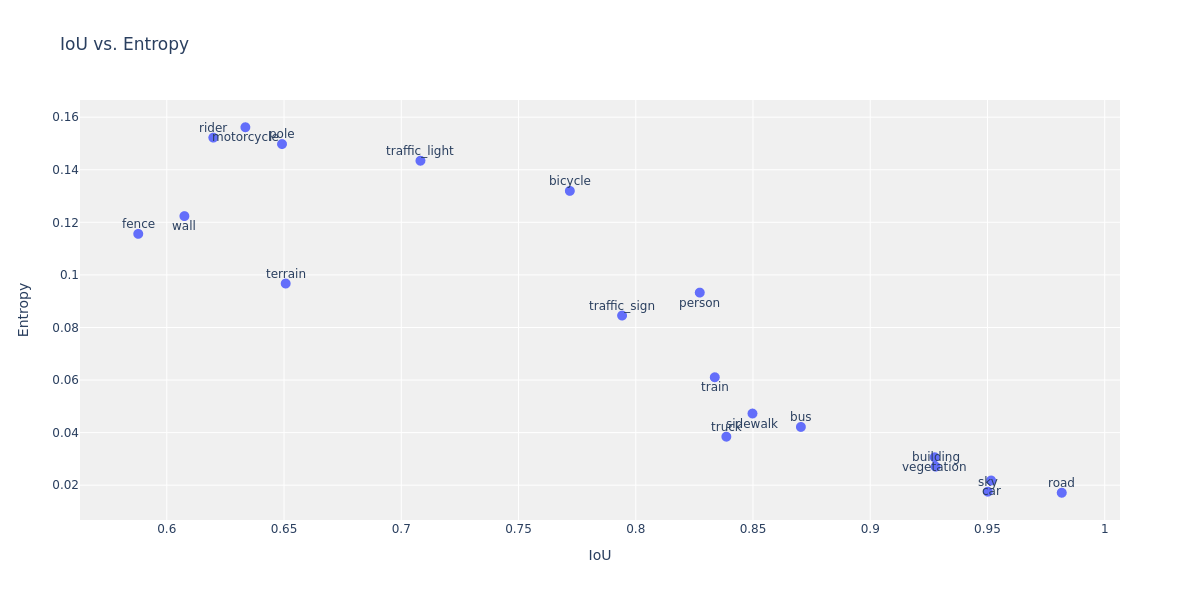 IoU vs. Entropy
0.16
rider
motorcycle
pole
traffic_light
0.14
bicycle
0.12
fence
wall
0.1
terrain
Entropy
traffic_sign
person
0.08
0.06
train
0.04
truck
sidewalk
bus
building
vegetation
0.02
sky
car
road
0.6
0.65
0.7
0.75
0.8
0.85
0.9
0.95
1
IoU